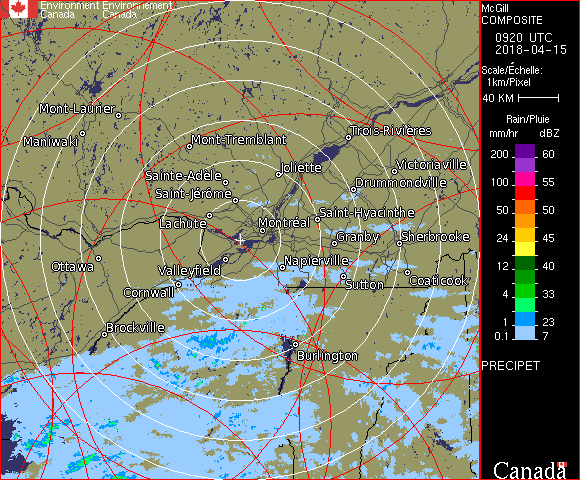 Environment Environnement
Canada Canada
Mont-Laurier
Maniwaki
Mont-Tremblant
Trois-Rivières
Joliette
Victoriaville
Sainte-Adèle
Drummondville
Saint-Jérôme
Lachute
Montréal
Saint-Hyacinthe
Granby
Sherbrooke
Ottawa
Valleyfield
Napierville
Cornwall
Sutton
Coaticook
Brockville
Burlington
McGill
COMPOSITE
0920 UTC
2018-04-15
Scale/Échelle:
1km/Pixel
40 KM
Rain/Pluie
mm/hr dBZ
200 60
150 57
100 55
50 50
24 45
12 40
4 33
1 23
0.1 7
PRECIPET
Canada